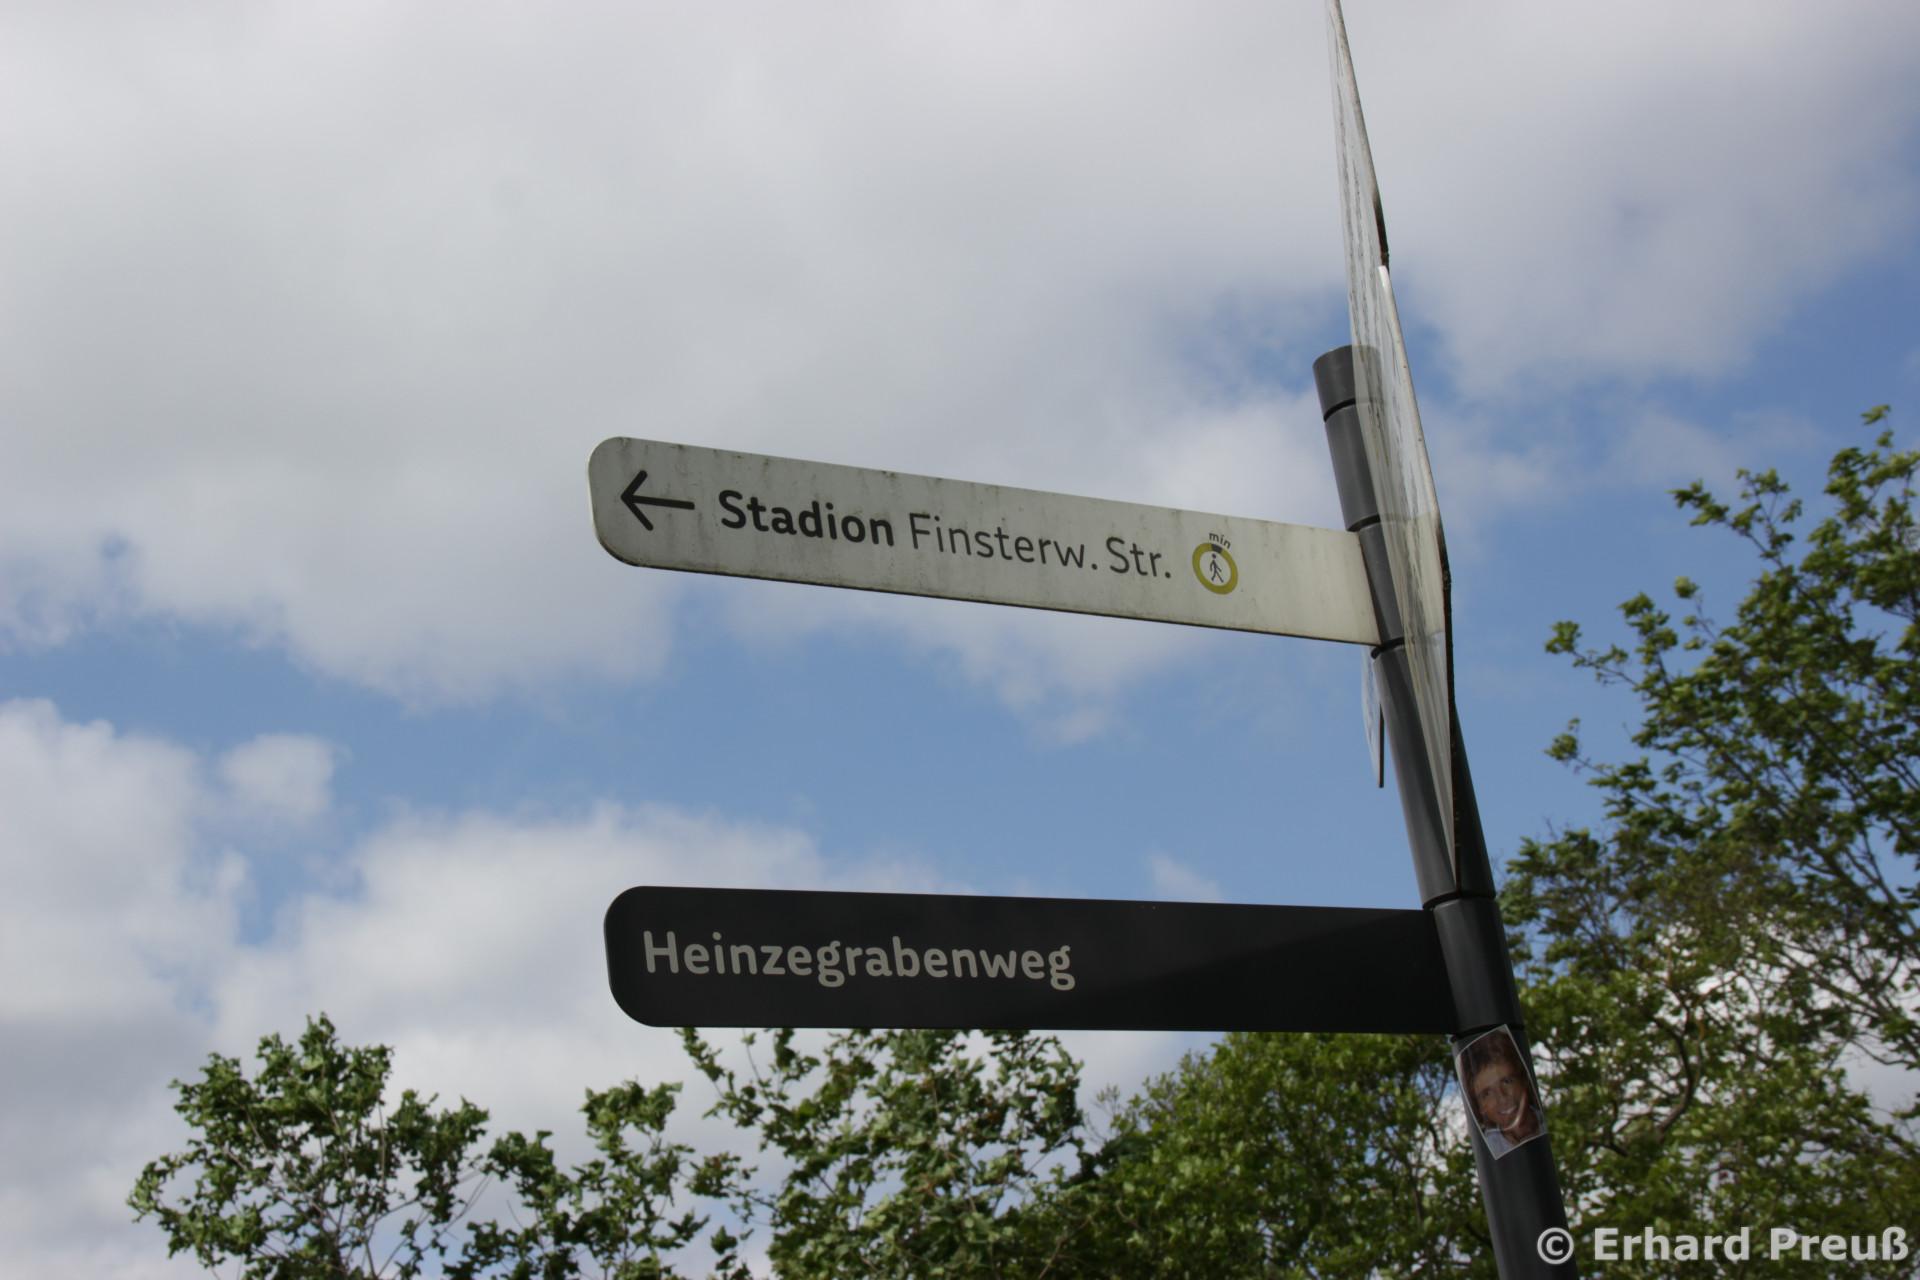 ← Stadion Finsterw. Str. min
Heinzegrabenweg
© Erhard Preuß